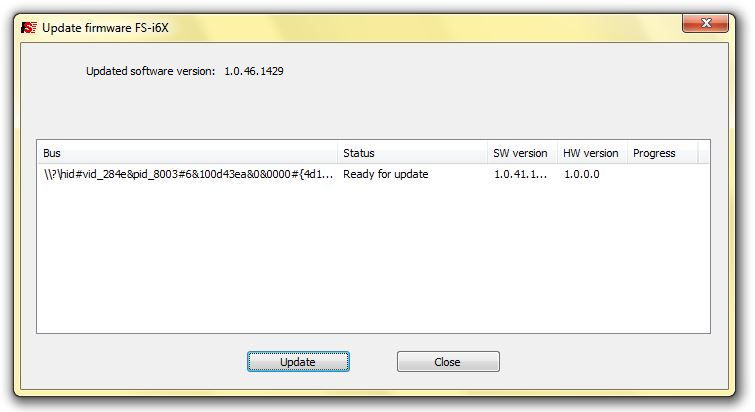 Update firmware FS-i6X
Updated software version: 1.0.46.1429
Bus Status SW version HW version Progress
\\?\hid#vid_284e&pid_8003#6&100d43ea&0&0000#{4d1... Ready for update 1.0.41.1... 1.0.0.0
Update Close